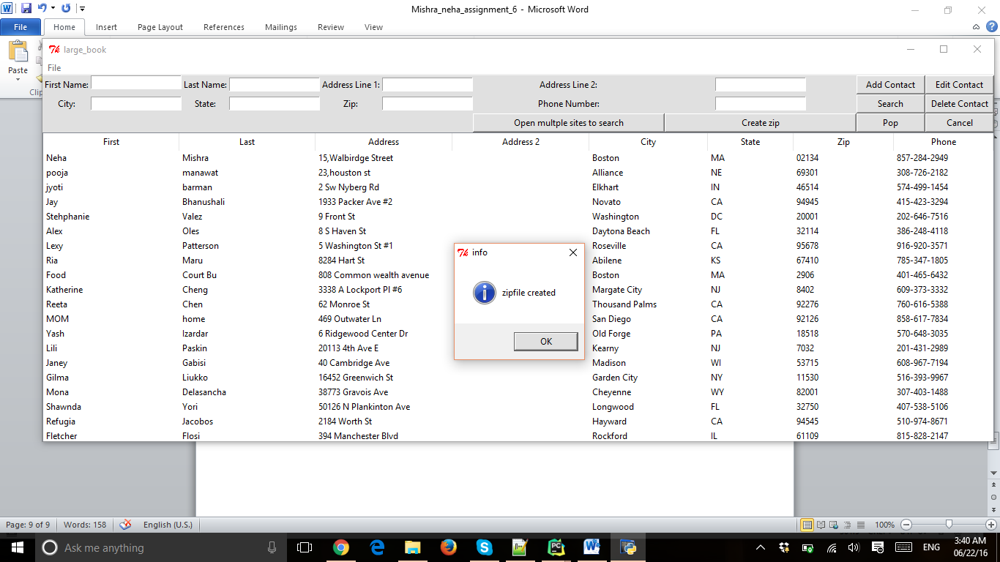 Mishra_neha_assignment_6 - Microsoft Word
File Home Insert Page Layout References Mailings Review View
Paste
Clip
large_book
File
First Name: Last Name: Address Line 1: Address Line 2: Add Contact Edit Contact
City: State: Zip: Phone Number: Search Delete Contact
Open multple sites to search Create zip Pop Cancel
First Last Address Address 2 City State Zip Phone
Neha Mishra 15,Walbirdge Street Boston MA 02134 857-284-2949
pooja manawat 23,houston st Alliance NE 69301 308-726-2182
jyoti barman 2 Sw Nyberg Rd Elkhart IN 46514 574-499-1454
Jay Bhanushali 1933 Packer Ave #2 Novato CA 94945 415-423-3294
Stehphanie Valez 9 Front St Washington DC 20001 202-646-7516
Alex Oles 8 S Haven St Daytona Beach FL 32114 386-248-4118
Lexy Patterson 5 Washington St #1 Roseville CA 95678 916-920-3571
Ria Maru 8284 Hart St Abilene KS 67410 785-347-1805
Food Court Bu 808 Common wealth avenue Boston MA 2906 401-465-6432
Katherine Cheng 3338 A Lockport Pl #6 Margate City NJ 8402 609-373-3332
Reeta Chen 62 Monroe St Thousand Palms CA 92276 760-616-5388
MOM home 469 Outwater Ln San Diego CA 92126 858-617-7834
Yash Izardar 6 Ridgewood Center Dr Old Forge PA 18518 570-648-3035
Lili Paskin 20113 4th Ave E Kearny NJ 7032 201-431-2989
Janey Gabisi 40 Cambridge Ave Madison WI 53715 608-967-7194
Gilma Liukko 16452 Greenwich St Garden City NY 11530 516-393-9967
Mona Delasancha 38773 Gravois Ave Cheyenne WY 82001 307-403-1488
Shawnda Yori 50126 N Plankinton Ave Longwood FL 32750 407-538-5106
Refugia Jacobos 2184 Worth St Hayward CA 94545 510-974-8671
Fletcher Flosi 394 Manchester Blvd Rockford IL 61109 815-828-2147
info
zipfile created
OK
Page: 9 of 9 Words: 158 English (U.S.) 100%
Ask me anything ENG 3:40 AM
06/22/16